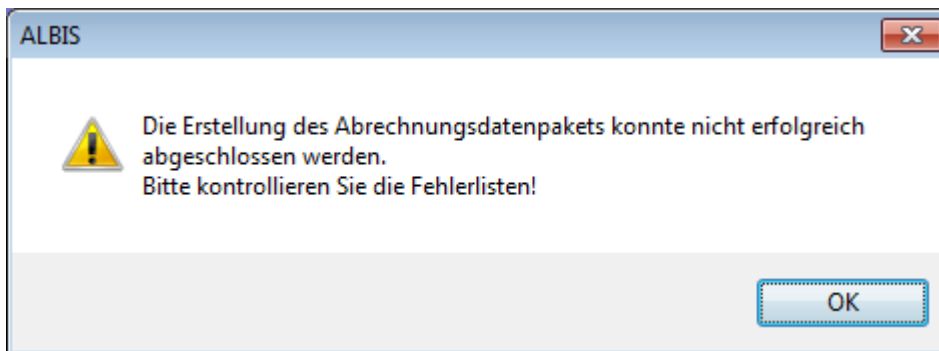 ALBIS
Die Erstellung des Abrechnungsdatenpakets konnte nicht erfolgreich
abgeschlossen werden.
Bitte kontrollieren Sie die Fehlerlisten!
OK